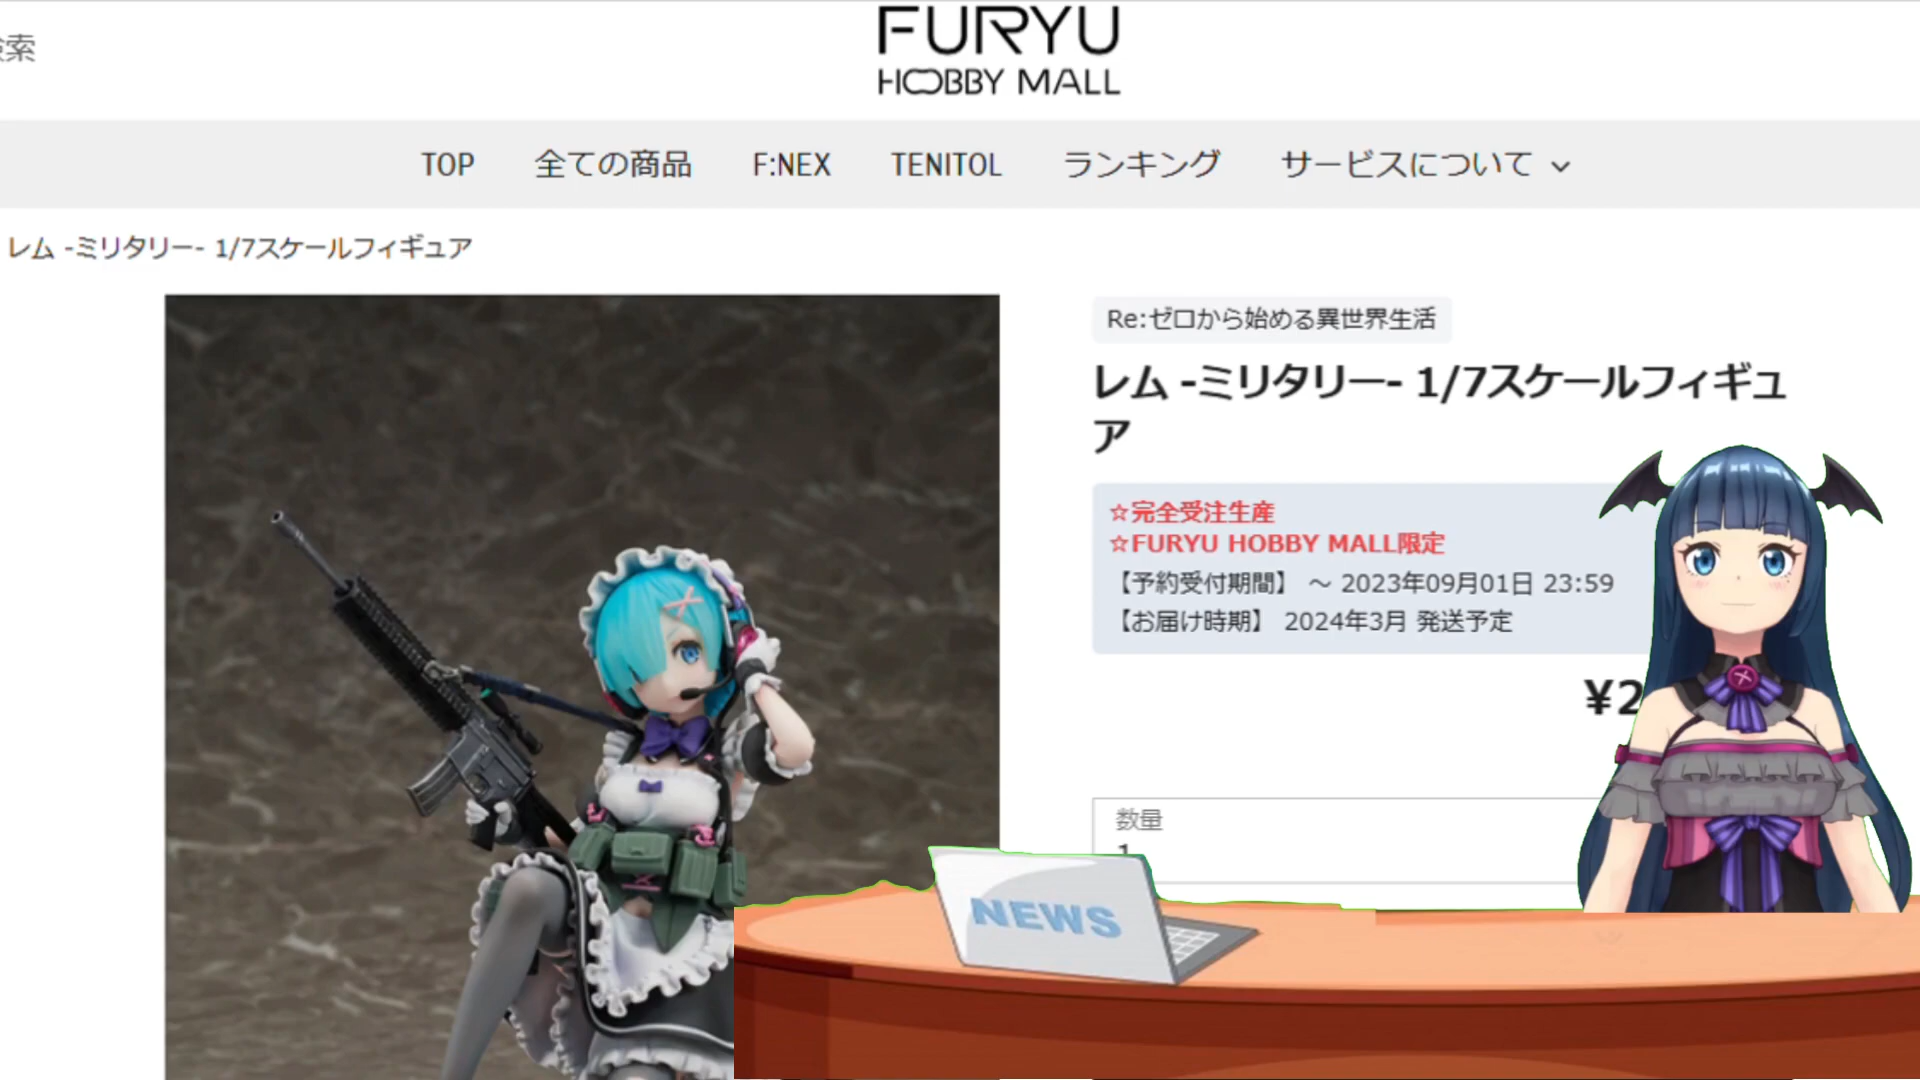 索
FURYU
HOBBY MALL
TOP 全ての商品 F:NEX TENITOL ランキング サービスについて
レム -ミリタリー- 1/7スケールフィギュア
Re:ゼロから始める異世界生活
レム -ミリタリー- 1/7スケールフィギュ
ア
☆完全受注生産
☆FURYU HOBBY MALL限定
【予約受付期間】 ～ 2023年09月01日 23:59
【お届け時期】 2024年3月 発送予定
¥2
数量
1
NEWS